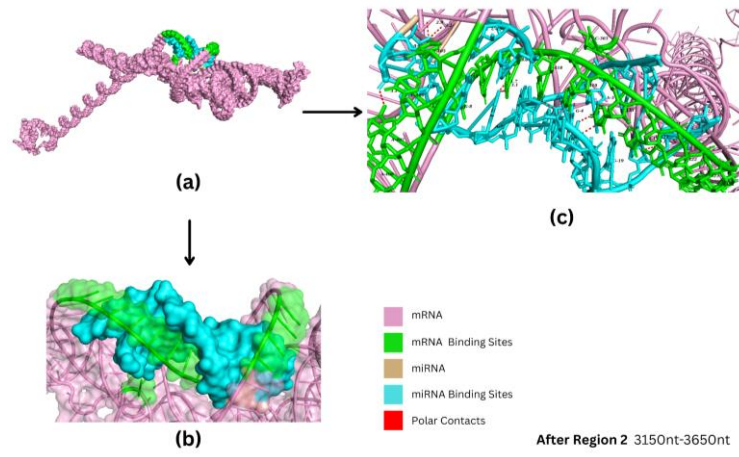 (a)
(c)
(b)
mRNA
mRNA Binding Sites
miRNA
miRNA Binding Sites
Polar Contacts
After Region 2 3150nt-3650nt